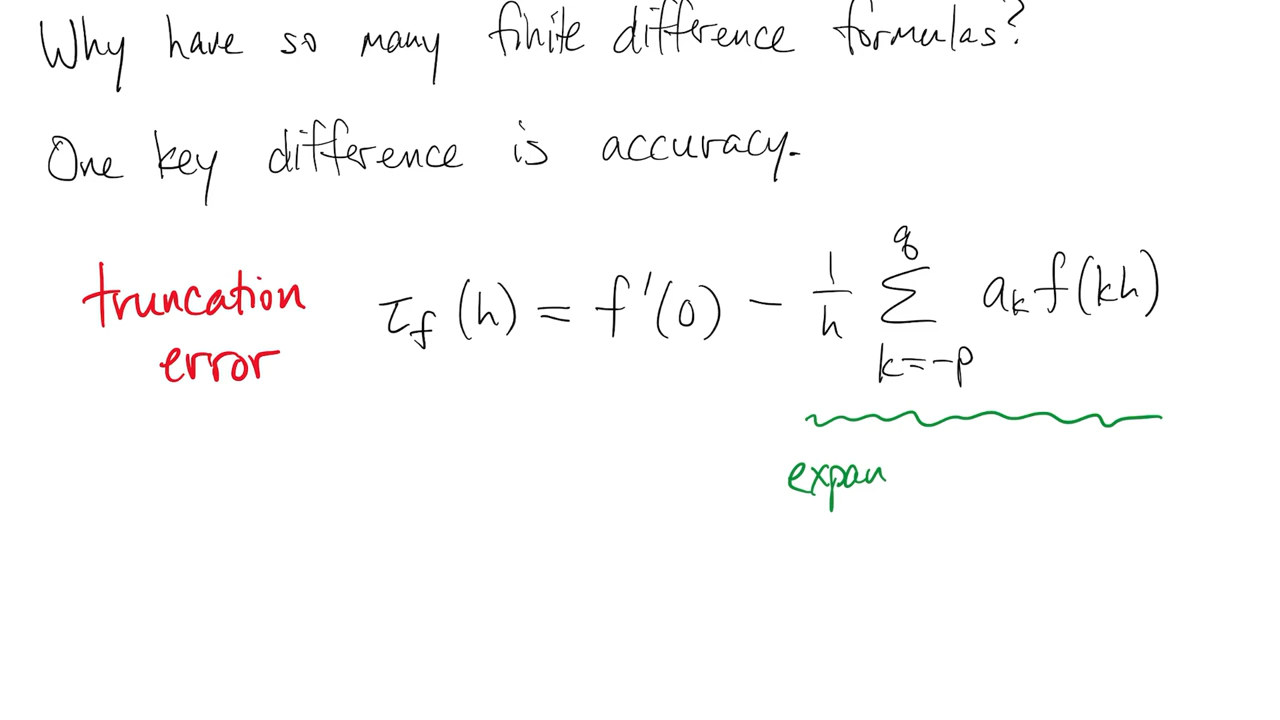 Why have so many finite difference formulas?
One key difference is accuracy.
truncation error
τ_f (h) = f'(0) − 1/h ∑_{k=-p}^{q} a_k f(kh)
expan